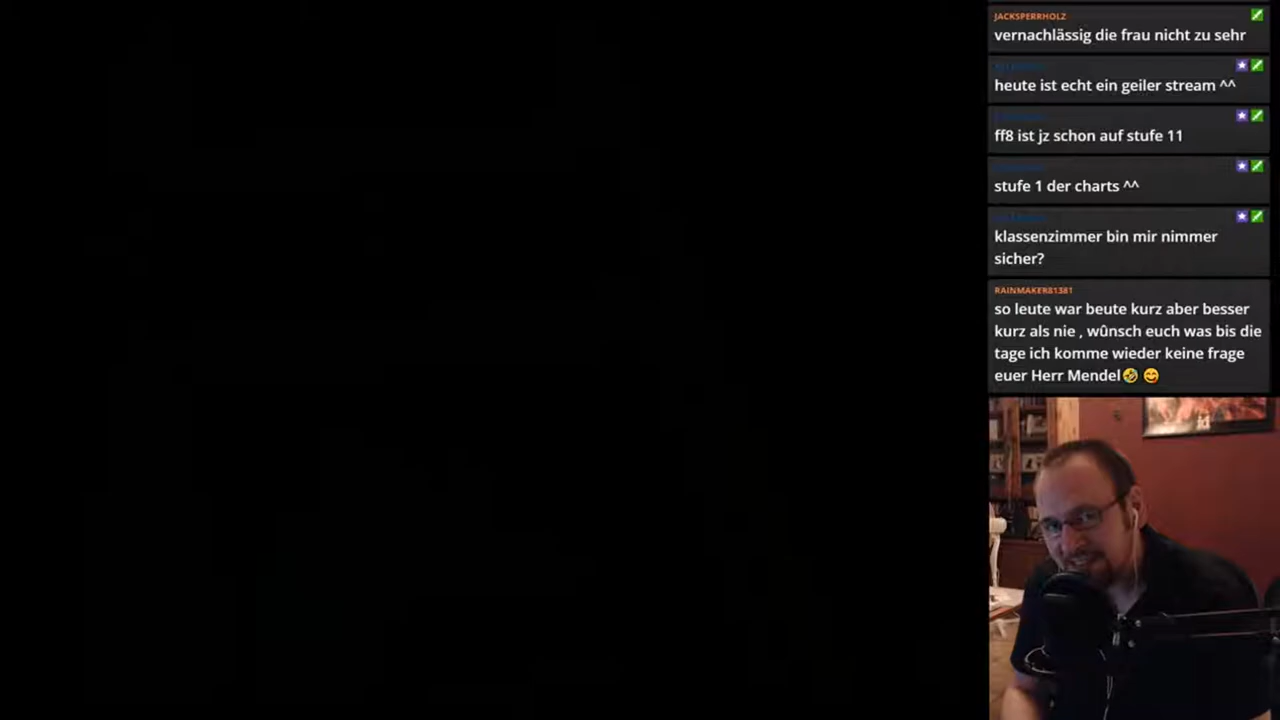 JACKSPERRHOLZ
vernachlässig die frau nicht zu sehr
heute ist echt ein geiler stream ^^
ff8 ist jz schon auf stufe 11
stufe 1 der charts ^^
klassenzimmer bin mir nimmer
sicher?
RAINMAKER81381
so leute war beute kurz aber besser
kurz als nie , wûnsch euch was bis die
tage ich komme wieder keine frage
euer Herr Mendel🤣 😋